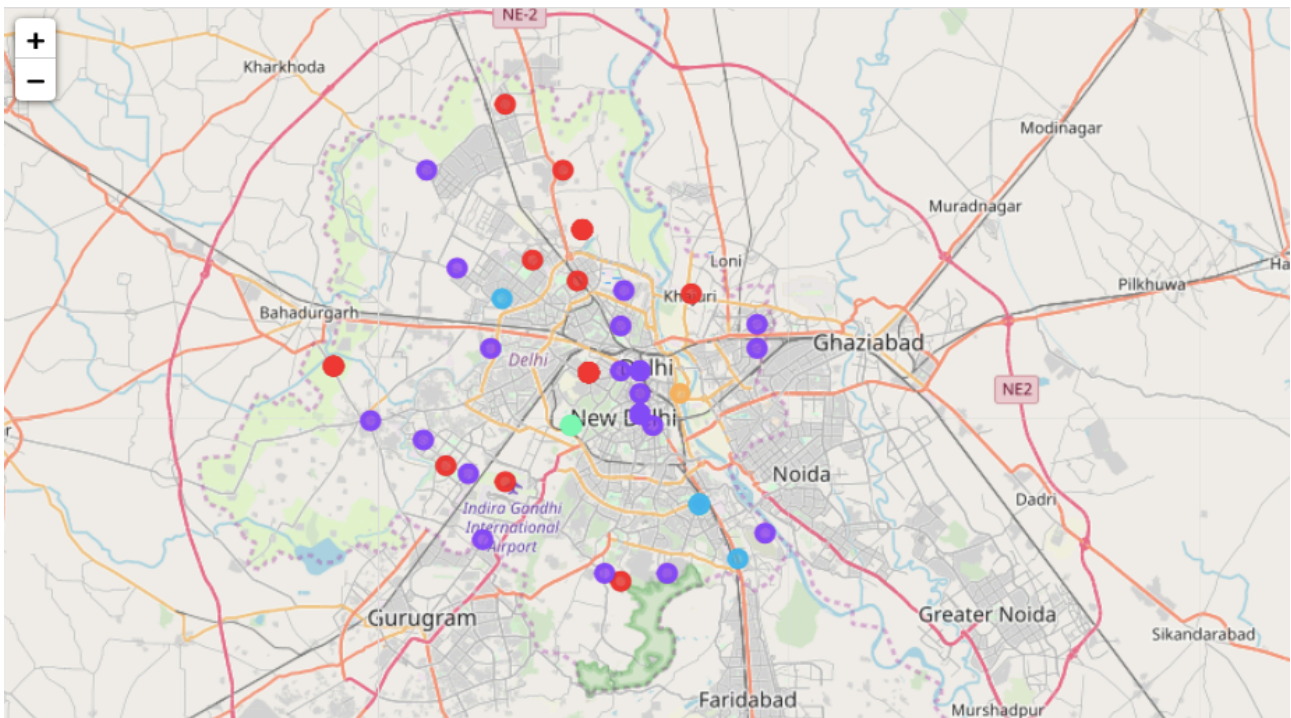 +
−
NE-2
Kharkhoda
Modinagar
Muradnagar
Loni
Pilkhuwa
Ha
Bahadurgarh
Ghaziabad
Delhi
Delhi
NE2
New Delhi
r
Noida
Dadri
Indira Gandhi
International
Airport
Gurugram
Greater Noida
Sikandarabad
Faridabad
Murshadpur